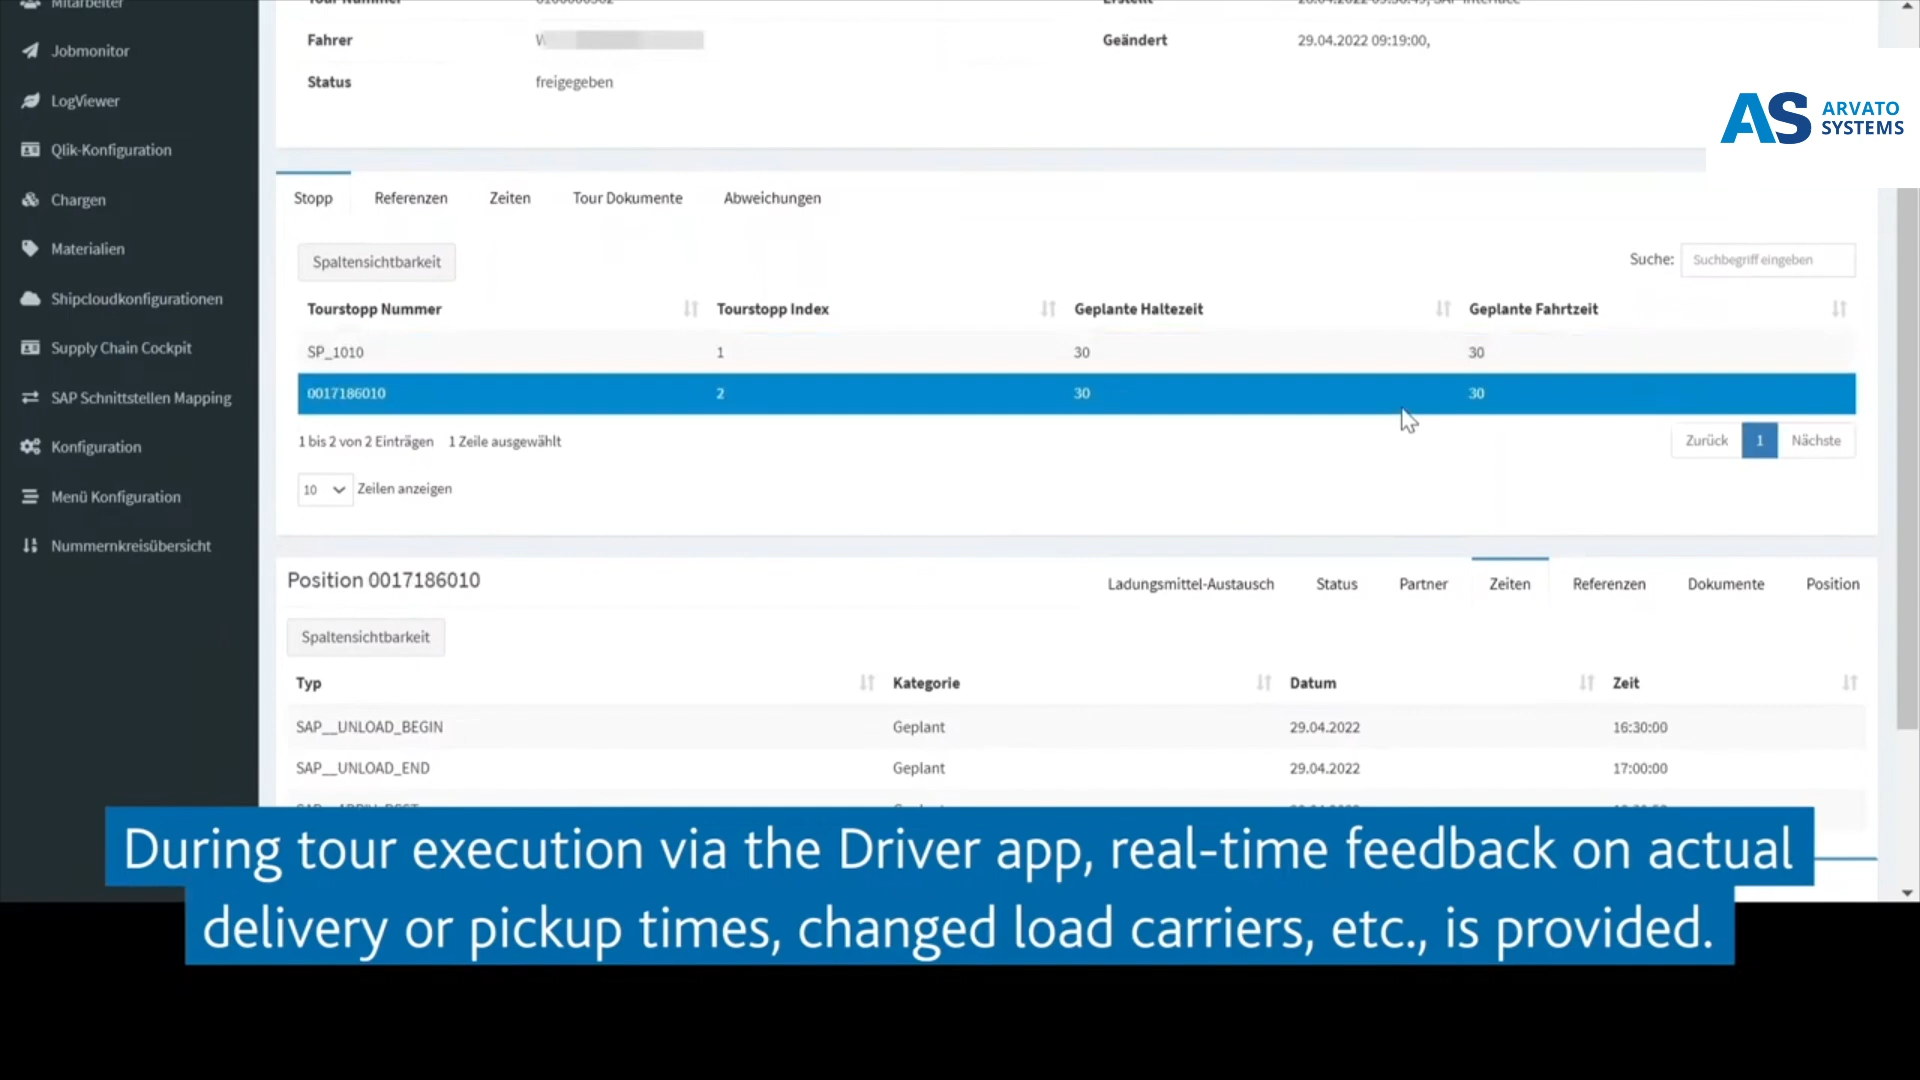 Mitarbeiter
Jobmonitor
LogViewer
Qlik-Konfiguration
Chargen
Materialien
Shipcloudkonfigurationen
Supply Chain Cockpit
SAP Schnittstellen Mapping
Konfiguration
Menü Konfiguration
Nummernkreisübersicht
Tour Nummer Erstellt
Fahrer W Geändert 29.04.2022 09:19:00,
Status freigegeben
AS ARVATO
SYSTEMS
Stopp Referenzen Zeiten Tour Dokumente Abweichungen
Spaltensichtbarkeit Suche: Suchbegriff eingeben
Tourstopp Nummer Tourstopp Index Geplante Haltezeit Geplante Fahrtzeit
SP_1010 1 30 30
0017186010 2 30 30
1 bis 2 von 2 Einträgen 1 Zeile ausgewählt Zurück 1 Nächste
10 Zeilen anzeigen
Position 0017186010 Ladungsmittel-Austausch Status Partner Zeiten Referenzen Dokumente Position
Spaltensichtbarkeit
Typ Kategorie Datum Zeit
SAP__UNLOAD_BEGIN Geplant 29.04.2022 16:30:00
SAP__UNLOAD_END Geplant 29.04.2022 17:00:00
During tour execution via the Driver app, real-time feedback on actual
delivery or pickup times, changed load carriers, etc., is provided.